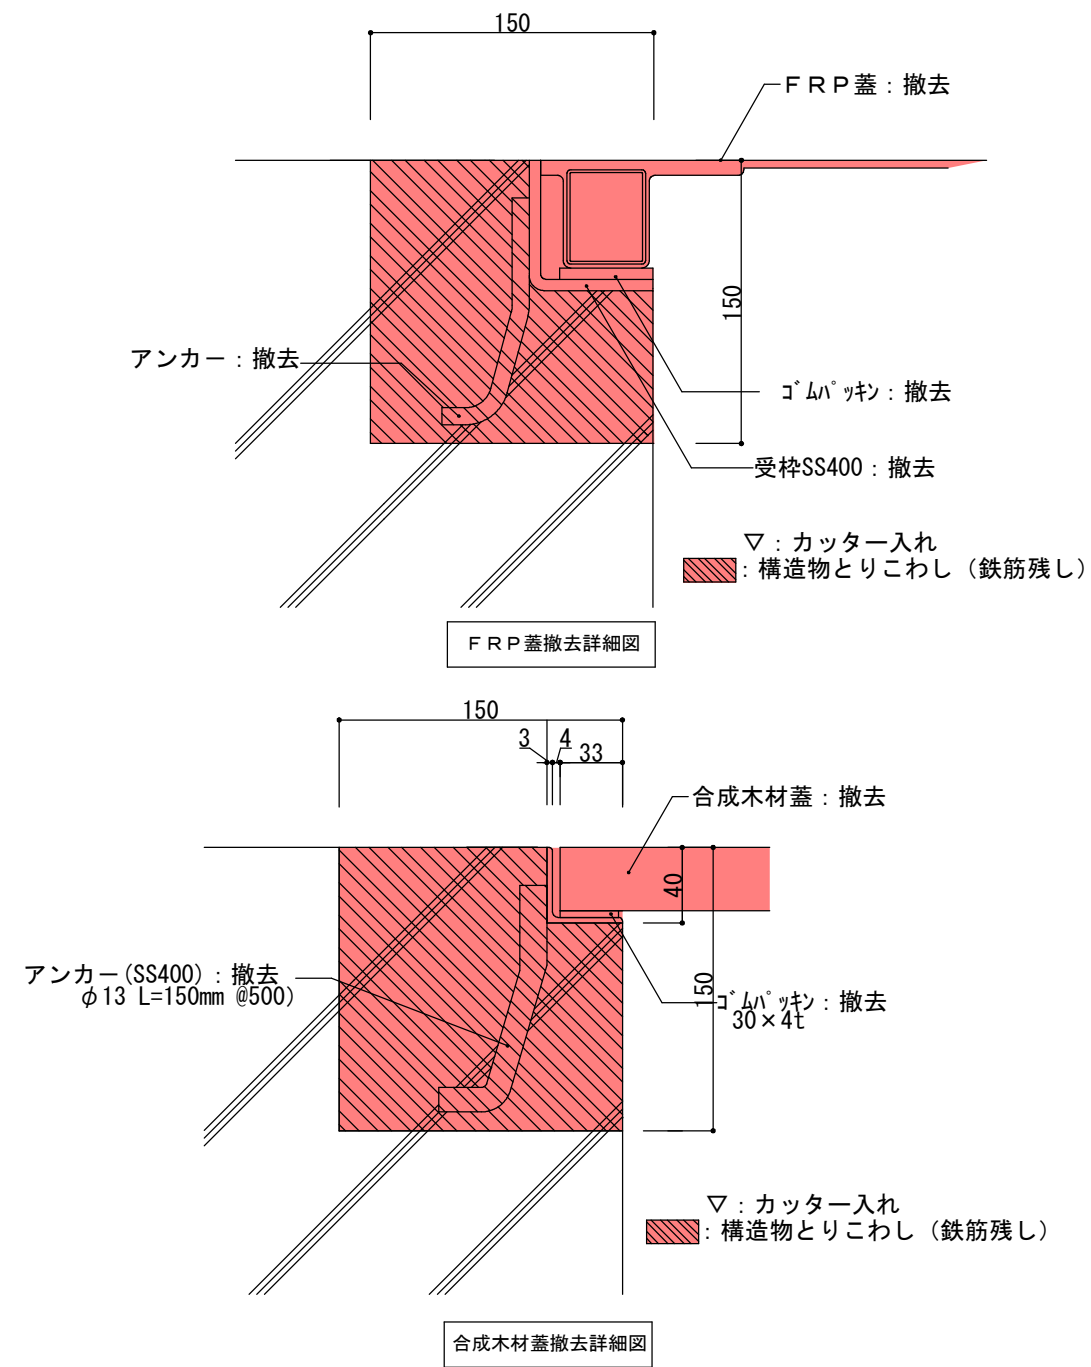 150
ＦＲＰ蓋：撤去
150
アンカー：撤去
ｺﾞﾑﾊﾟｯｷﾝ：撤去
受枠SS400：撤去
▽：カッター入れ
：構造物とりこわし（鉄筋残し）
ＦＲＰ蓋撤去詳細図
150
3
4
33
合成木材蓋：撤去
40
150
アンカー(SS400)：撤去
φ13 L=150mm @500)
ｺﾞﾑﾊﾟｯｷﾝ：撤去
30×4t
▽：カッター入れ
：構造物とりこわし（鉄筋残し）
合成木材蓋撤去詳細図